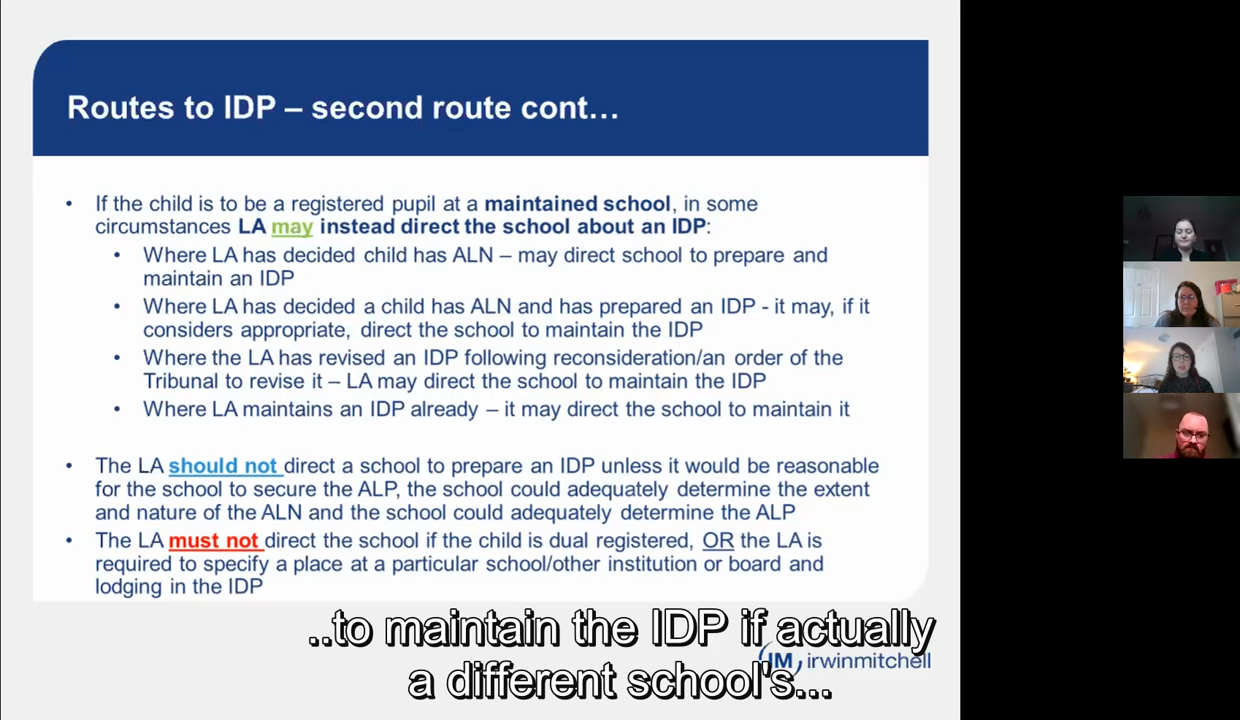 Routes to IDP – second route cont…
• If the child is to be a registered pupil at a maintained school, in some
circumstances LA may instead direct the school about an IDP:
• Where LA has decided child has ALN – may direct school to prepare and
maintain an IDP
• Where LA has decided a child has ALN and has prepared an IDP - it may, if it
considers appropriate, direct the school to maintain the IDP
• Where the LA has revised an IDP following reconsideration/an order of the
Tribunal to revise it – LA may direct the school to maintain the IDP
• Where LA maintains an IDP already – it may direct the school to maintain it
• The LA should not direct a school to prepare an IDP unless it would be reasonable
for the school to secure the ALP, the school could adequately determine the extent
and nature of the ALN and the school could adequately determine the ALP
• The LA must not direct the school if the child is dual registered, OR the LA is
required to specify a place at a particular school/other institution or board and
lodging in the IDP
..to maintain the IDP if actually
a different school's...
IM irwinmitchell